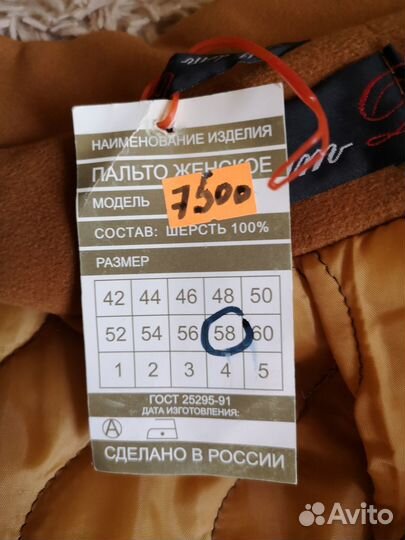 НАИМЕНОВАНИЕ ИЗДЕЛИЯ
ПАЛЬТО ЖЕНСКОЕ
МОДЕЛЬ 7500
СОСТАВ: ШЕРСТЬ 100%
РАЗМЕР
42 44 46 48 50
52 54 56 58 60
1 2 3 4 5
ГОСТ 25295-91
ДАТА ИЗГОТОВЛЕНИЯ:
A
СДЕЛАНО В РОССИИ
Avito